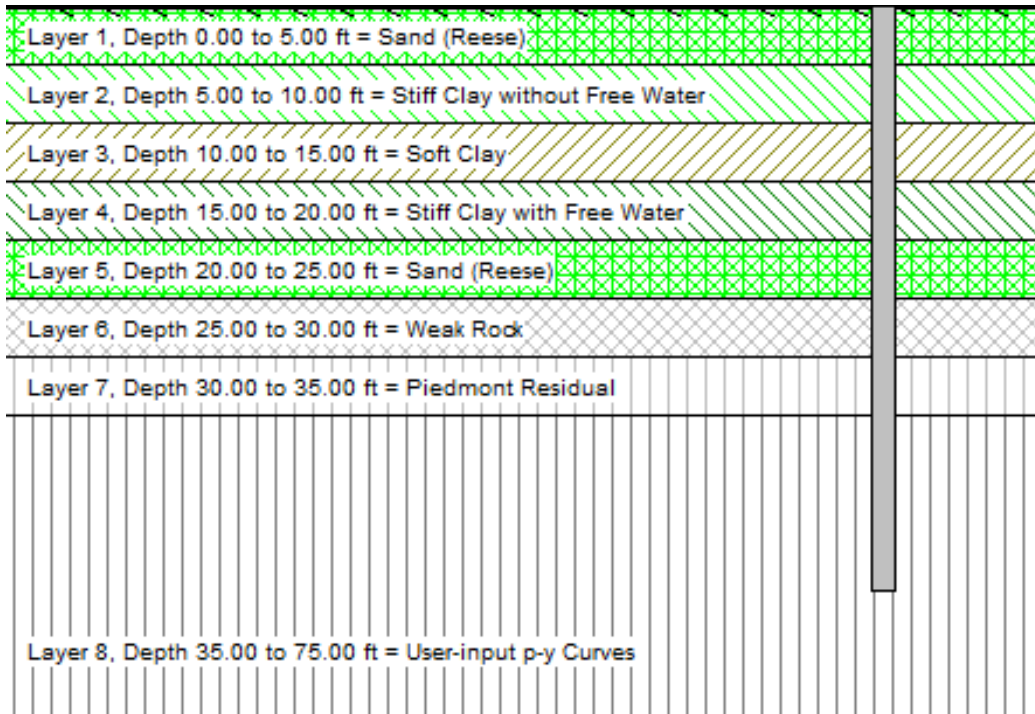 Layer 1, Depth 0.00 to 5.00 ft = Sand (Reese)
Layer 2, Depth 5.00 to 10.00 ft = Stiff Clay without Free Water
Layer 3, Depth 10.00 to 15.00 ft = Soft Clay
Layer 4, Depth 15.00 to 20.00 ft = Stiff Clay with Free Water
Layer 5, Depth 20.00 to 25.00 ft = Sand (Reese)
Layer 6, Depth 25.00 to 30.00 ft = Weak Rock
Layer 7, Depth 30.00 to 35.00 ft = Piedmont Residual
Layer 8, Depth 35.00 to 75.00 ft = User-input p-y Curves